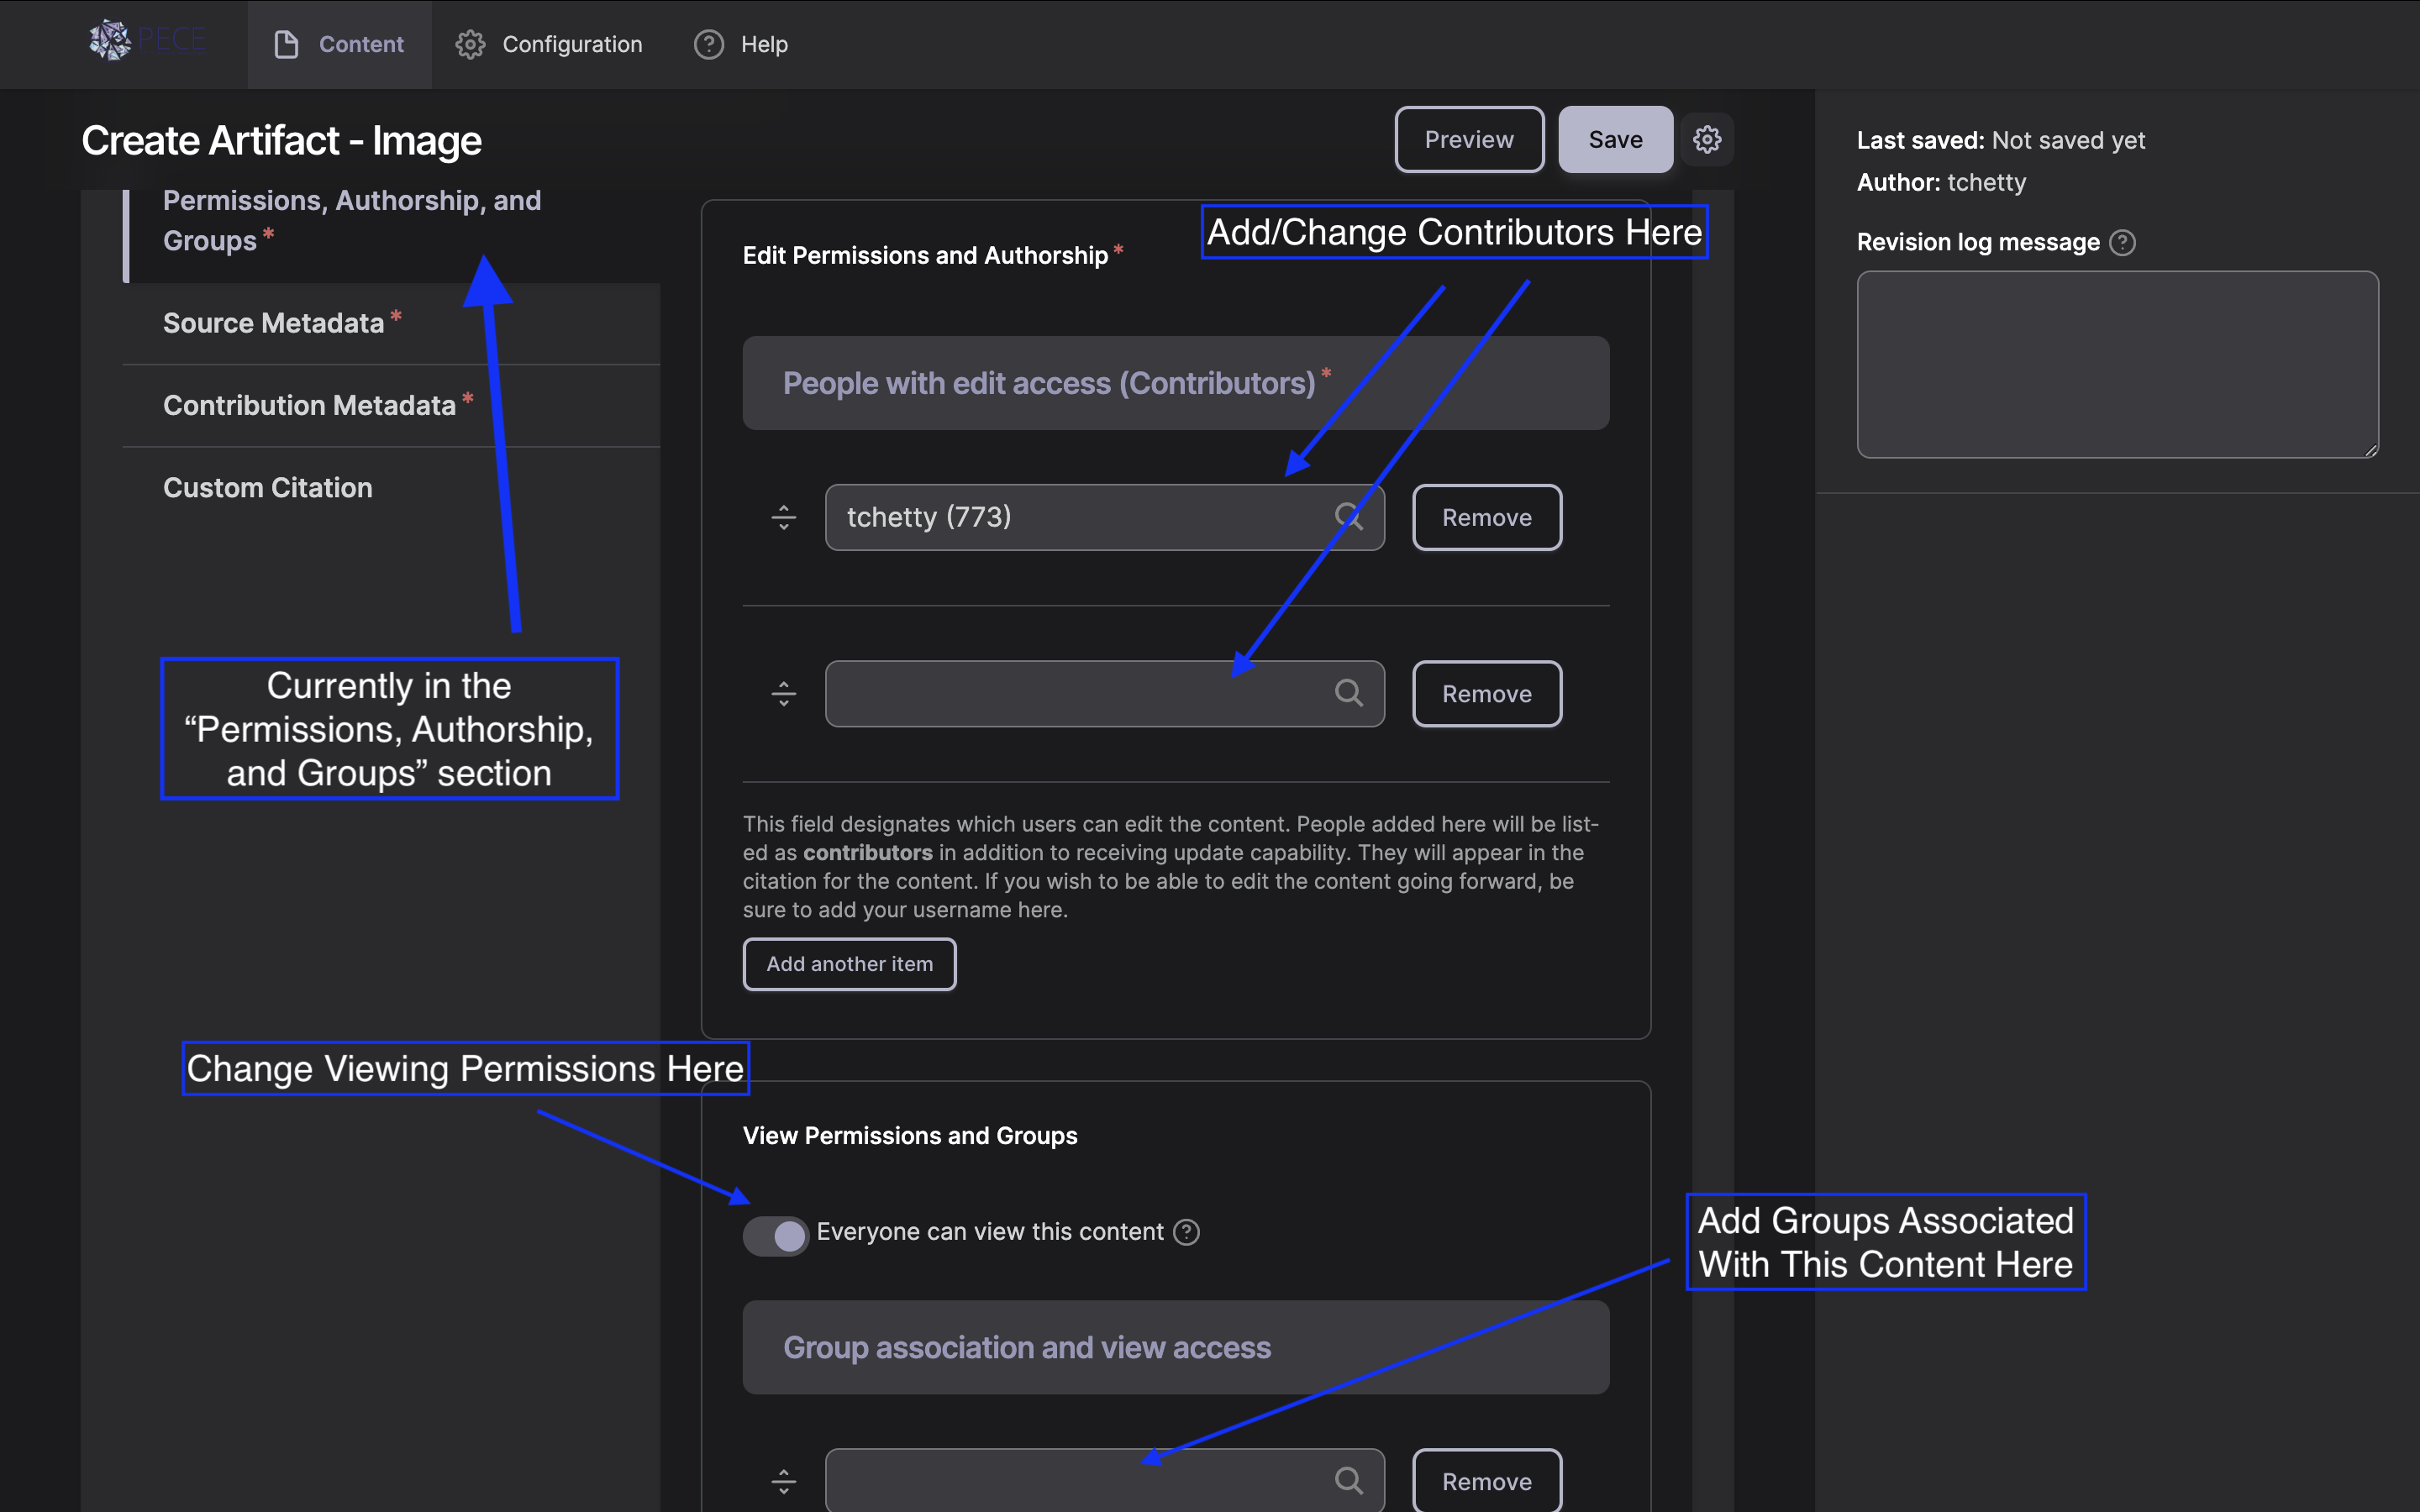 PECE
Content
Configuration
Help
Create Artifact - Image
Preview
Save
Last saved: Not saved yet
Author: tchetty
Revision log message
Permissions, Authorship, and
Groups *
Source Metadata *
Contribution Metadata *
Custom Citation
Currently in the
“Permissions, Authorship,
and Groups” section
Add/Change Contributors Here
Edit Permissions and Authorship *
People with edit access (Contributors) *
tchetty (773)
Remove
Remove
This field designates which users can edit the content. People added here will be list-
ed as contributors in addition to receiving update capability. They will appear in the
citation for the content. If you wish to be able to edit the content going forward, be
sure to add your username here.
Add another item
Change Viewing Permissions Here
View Permissions and Groups
Everyone can view this content
Add Groups Associated
With This Content Here
Group association and view access
Remove